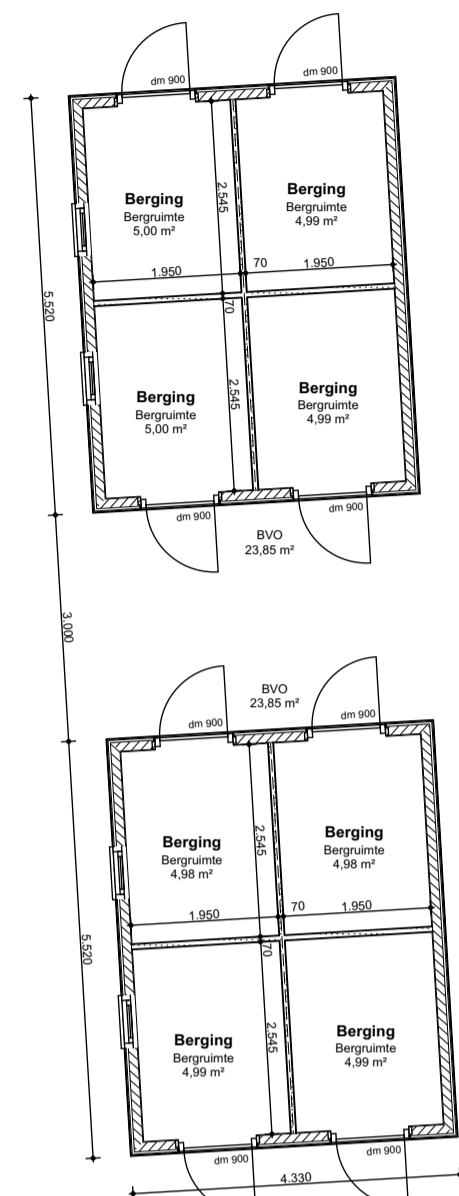 dm 900
dm 900
Berging
Bergruimte
5,00 m²
2.545
Berging
Bergruimte
4,99 m²
1.950
70
1.950
5.520
70
Berging
Bergruimte
5,00 m²
2.545
Berging
Bergruimte
4,99 m²
dm 900
dm 900
BVO
23,85 m²
3.000
BVO
23,85 m²
dm 900
dm 900
Berging
Bergruimte
4,98 m²
2.545
Berging
Bergruimte
4,98 m²
1.950
70
1.950
5.520
70
Berging
Bergruimte
4,99 m²
2.545
Berging
Bergruimte
4,99 m²
dm 900
dm 900
4.330